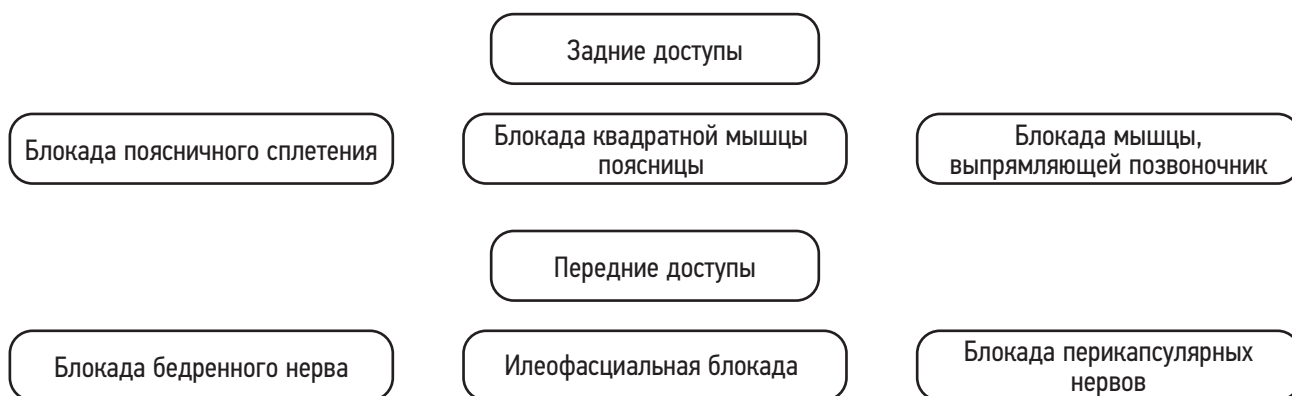 Задние доступы
Блокада поясничного сплетения
Блокада квадратной мышцы
поясницы
Блокада мышцы,
выпрямляющей позвоночник
Передние доступы
Блокада бедренного нерва
Илеофасциальная блокада
Блокада перикапсулярных
нервов